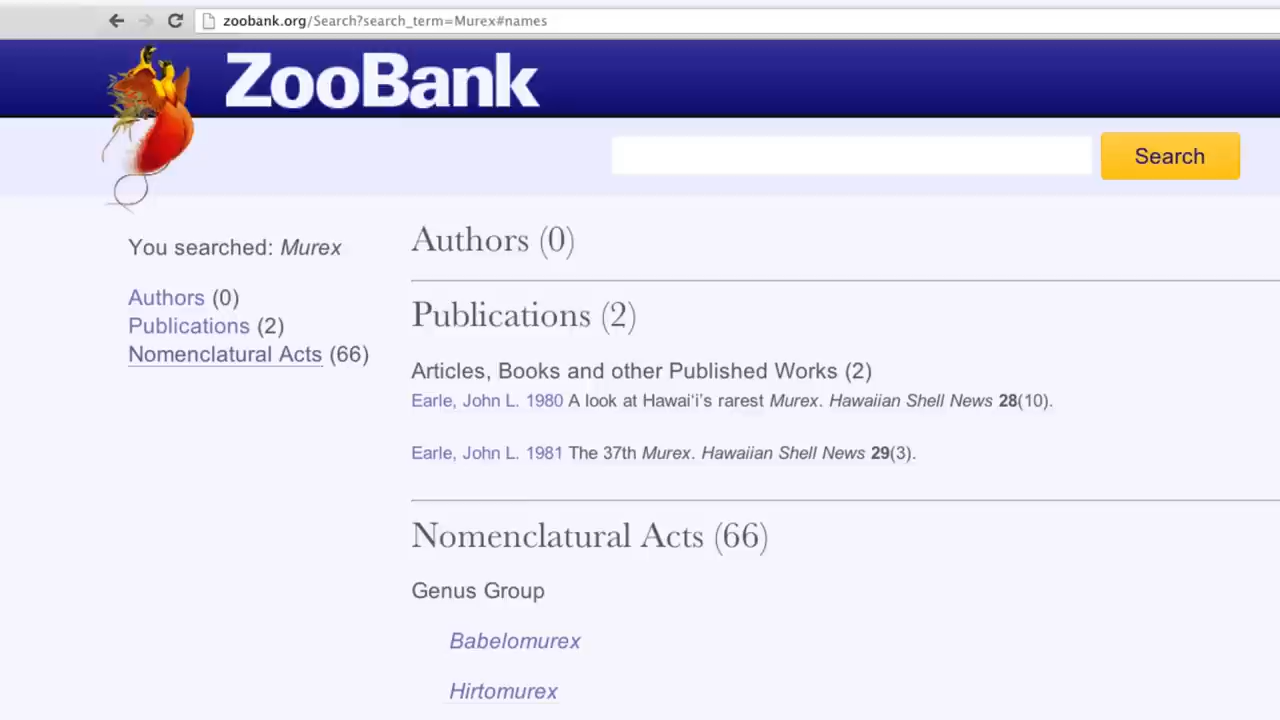 zoobank.org/Search?search_term=Murex#names
ZooBank
Search
You searched: Murex
Authors (0)
Publications (2)
Nomenclatural Acts (66)
Authors (0)
Publications (2)
Articles, Books and other Published Works (2)
Earle, John L. 1980 A look at Hawai‘i’s rarest Murex. Hawaiian Shell News 28(10).
Earle, John L. 1981 The 37th Murex. Hawaiian Shell News 29(3).
Nomenclatural Acts (66)
Genus Group
Babelomurex
Hirtomurex